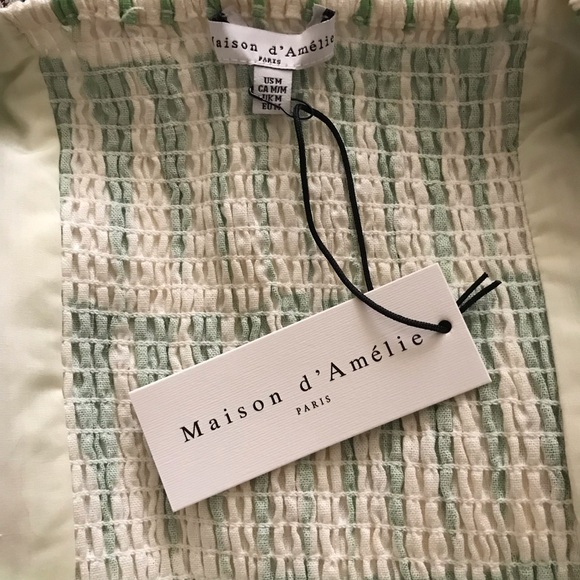 Maison d'Amélie
PARIS
US M
CA M/M
UK M
EU M
Maison d'Amélie
PARIS